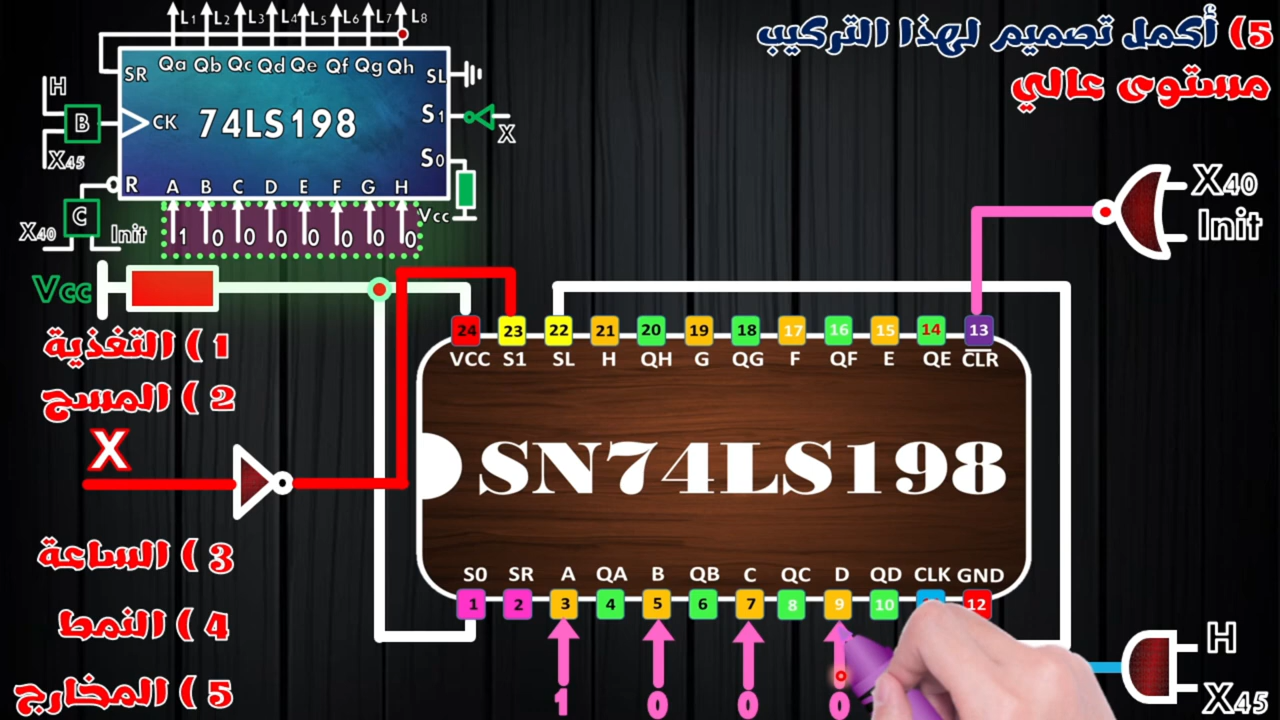 5) أكمل تصميم لهذا التركيب
مستوى عالي
L1 L2 L3 L4 L5 L6 L7 L8
SR Qa Qb Qc Qd Qe Qf Qg Qh SL
H
B
CK 74LS198 S1
X
X45
S0
R A B C D E F G H
C
Vcc
X40 Init
1 0 0 0 0 0 0 0
X40
Init
Vcc
1 ) التغذية
2 ) المسح
X
3 ) الساعة
4 ) النمط
5 ) المخارج
24 23 22 21 20 19 18 17 16 15 14 13
VCC S1 SL H QH G QG F QF E QE CLR
SN74LS198
S0 SR A QA B QB C QC D QD CLK GND
1 2 3 4 5 6 7 8 9 10 12
1 0 0 0
H
X45